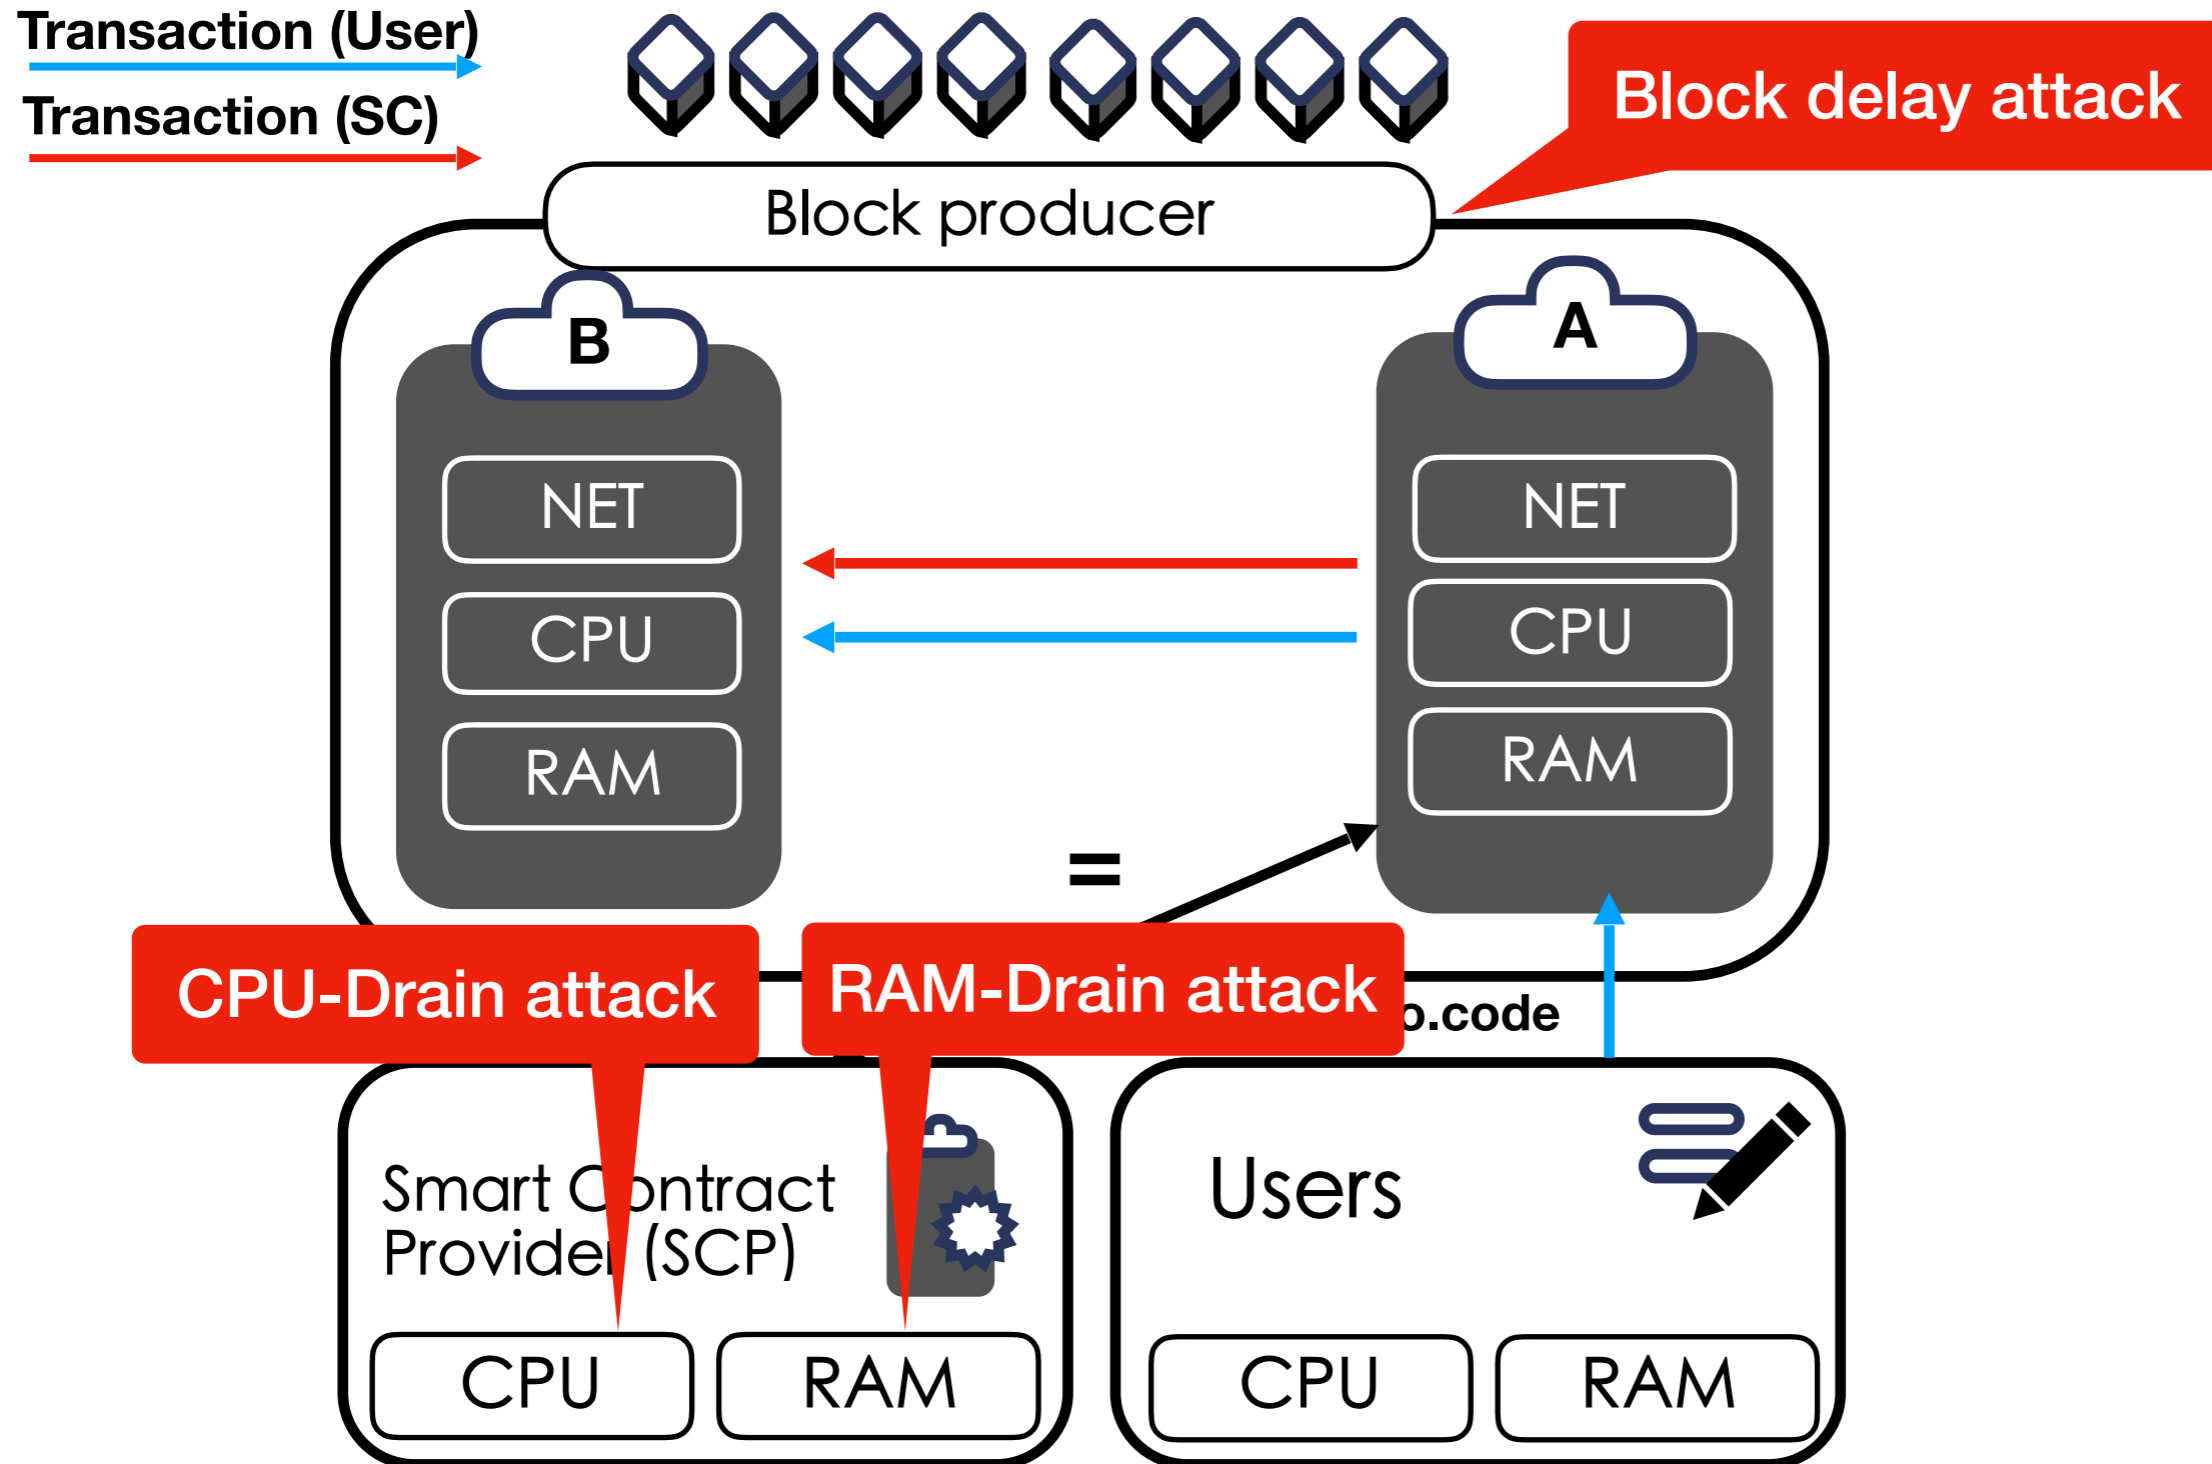 Transaction (User)
Transaction (SC)
Block delay attack
Block producer
B
A
NET
NET
CPU
CPU
RAM
RAM
=
CPU-Drain attack
RAM-Drain attack
o.code
Smart Contract
Provider (SCP)
Users
CPU
RAM
CPU
RAM